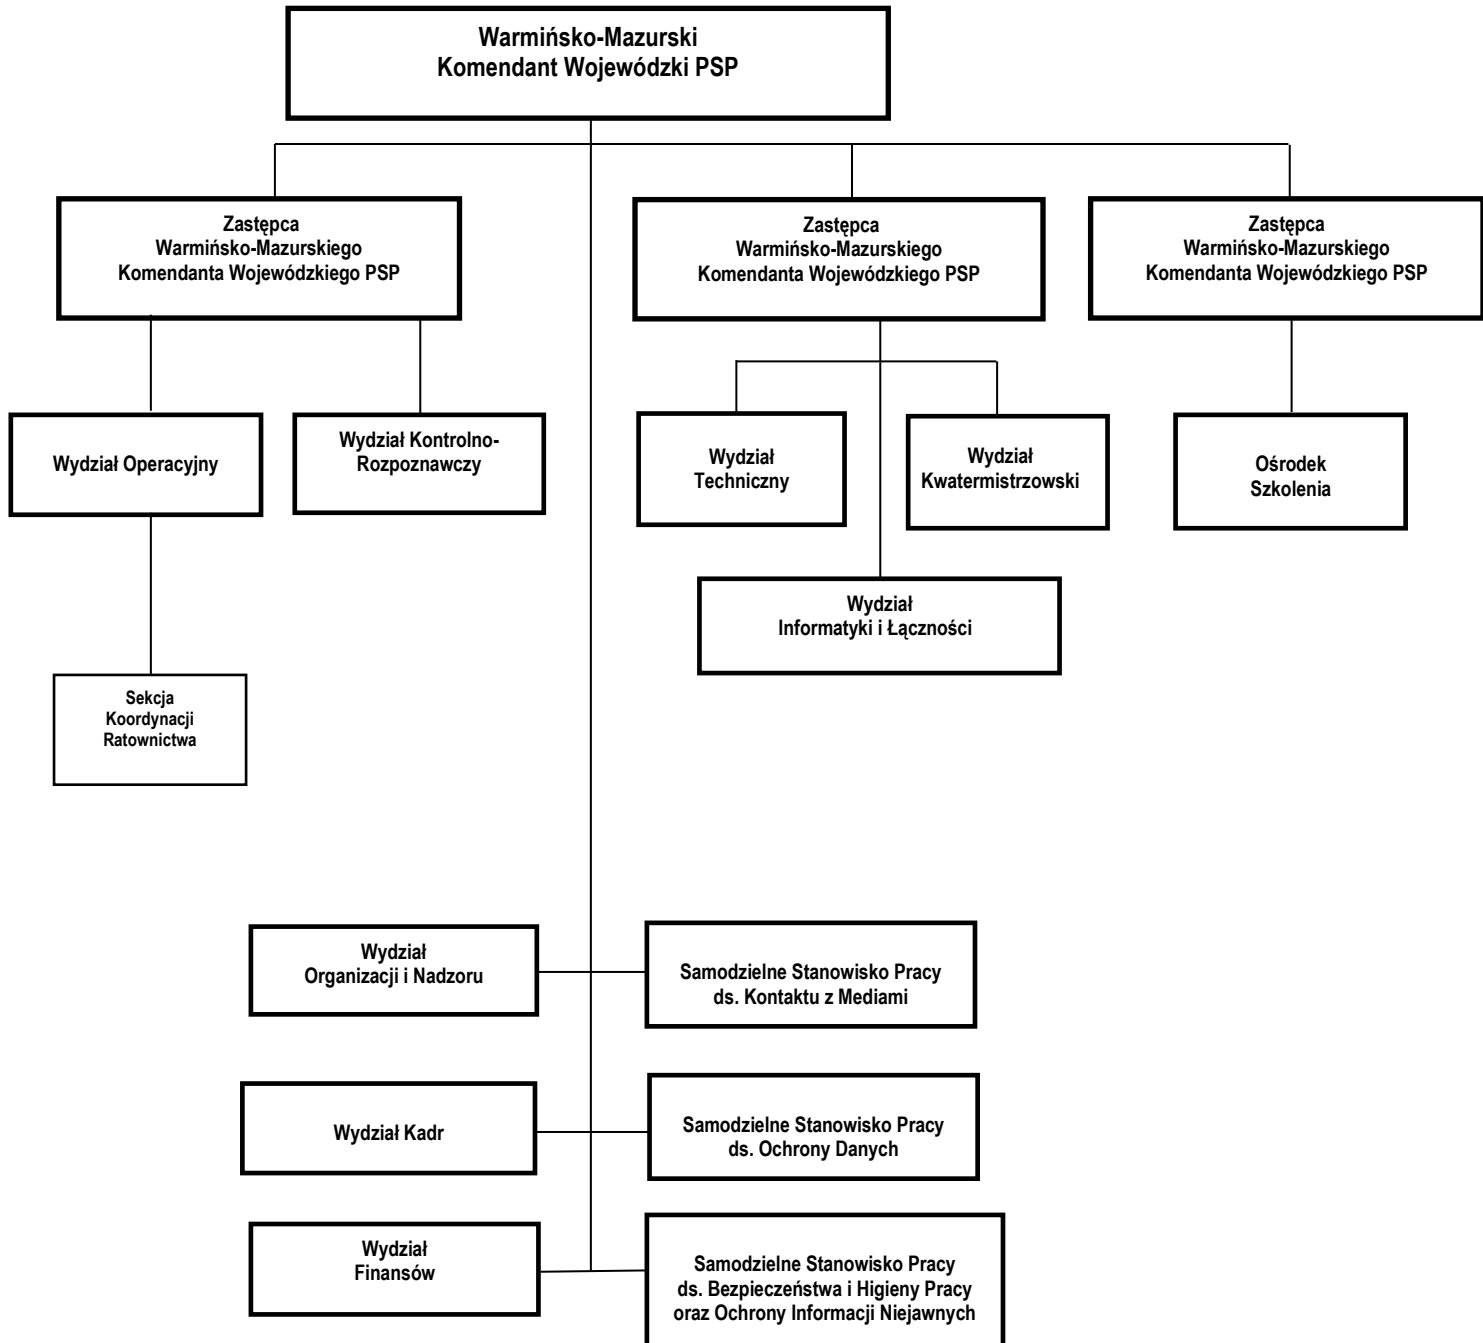 Warmińsko-Mazurski
Komendant Wojewódzki PSP
Zastępca
Warmińsko-Mazurskiego
Komendanta Wojewódzkiego PSP
Zastępca
Warmińsko-Mazurskiego
Komendanta Wojewódzkiego PSP
Zastępca
Warmińsko-Mazurskiego
Komendanta Wojewódzkiego PSP
Wydział Operacyjny
Wydział Kontrolno-
Rozpoznawczy
Wydział
Techniczny
Wydział
Kwatermistrzowski
Ośrodek
Szkolenia
Wydział
Informatyki i Łączności
Sekcja
Koordynacji
Ratownictwa
Wydział
Organizacji i Nadzoru
Samodzielne Stanowisko Pracy
ds. Kontaktu z Mediami
Wydział Kadr
Samodzielne Stanowisko Pracy
ds. Ochrony Danych
Wydział
Finansów
Samodzielne Stanowisko Pracy
ds. Bezpieczeństwa i Higieny Pracy
oraz Ochrony Informacji Niejawnych